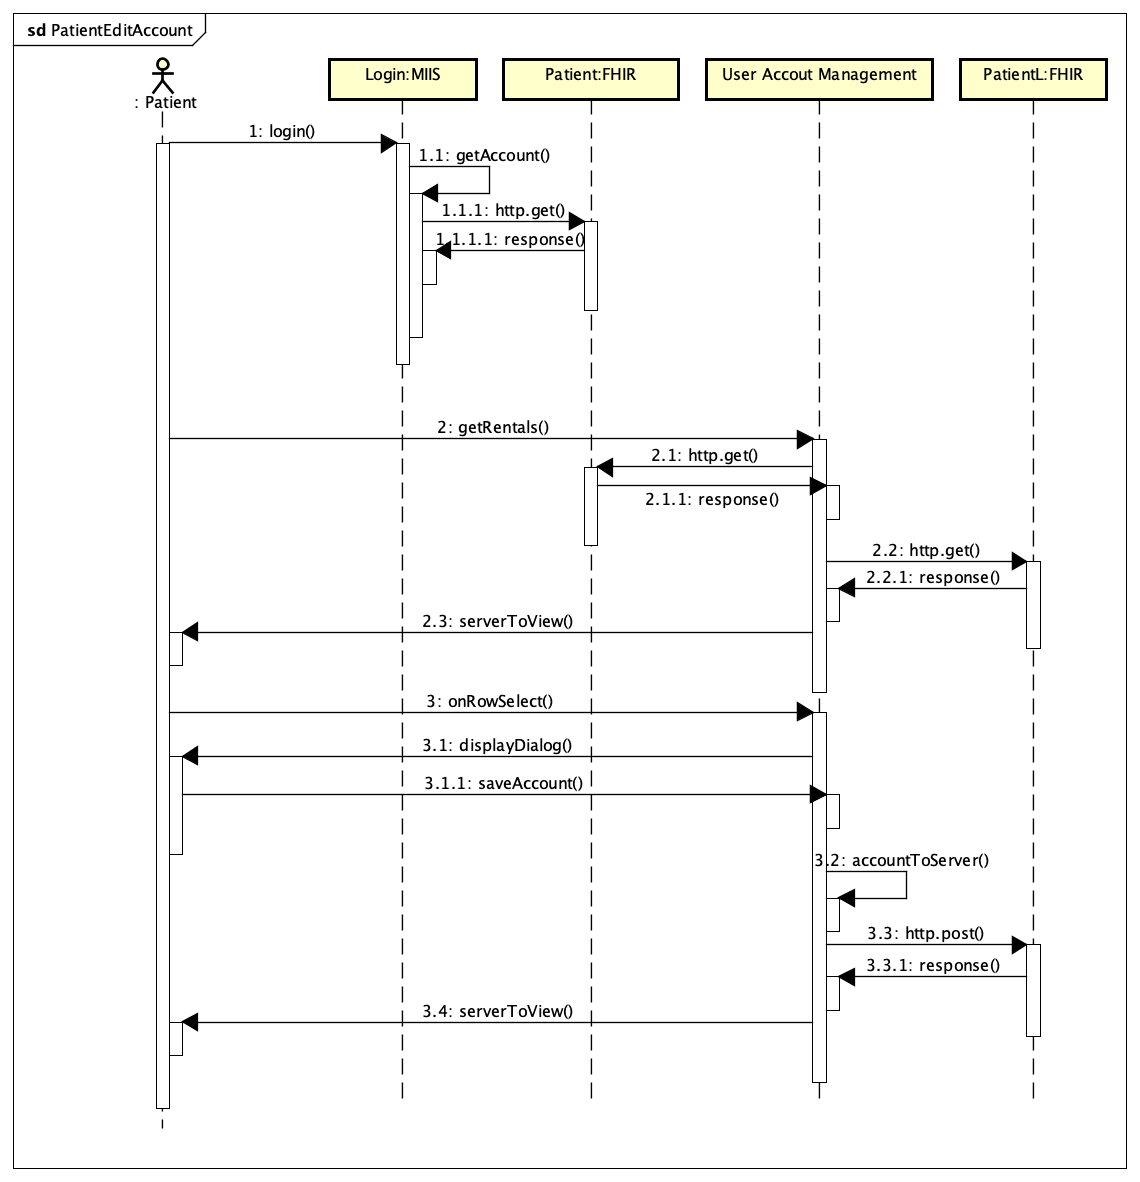 sd PatientEditAccount
: Patient
Login:MIIS
Patient:FHIR
User Accout Management
PatientL:FHIR
1: login()
1.1: getAccount()
1.1.1: http.get()
1.1.1.1: response()
2: getRentals()
2.1: http.get()
2.1.1: response()
2.2: http.get()
2.2.1: response()
2.3: serverToView()
3: onRowSelect()
3.1: displayDialog()
3.1.1: saveAccount()
3.2: accountToServer()
3.3: http.post()
3.3.1: response()
3.4: serverToView()